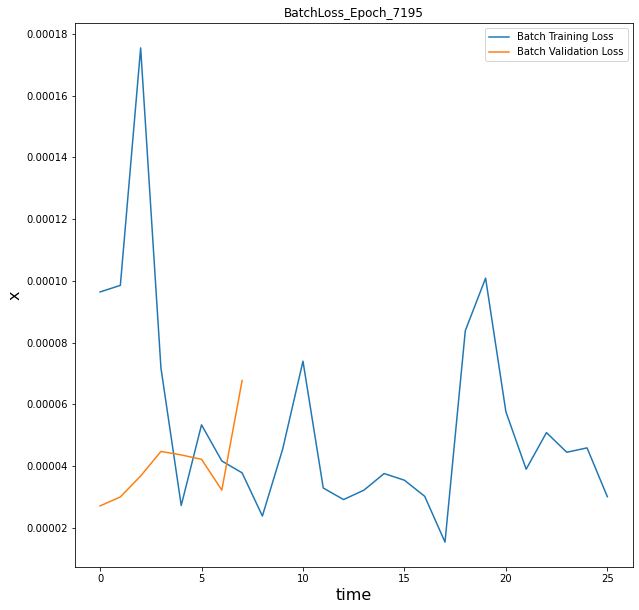 BatchLoss_Epoch_7195
Batch Training Loss
Batch Validation Loss
0.00018
0.00016
0.00014
0.00012
0.00010
0.00008
0.00006
0.00004
0.00002
x
0 5 10 15 20 25
time